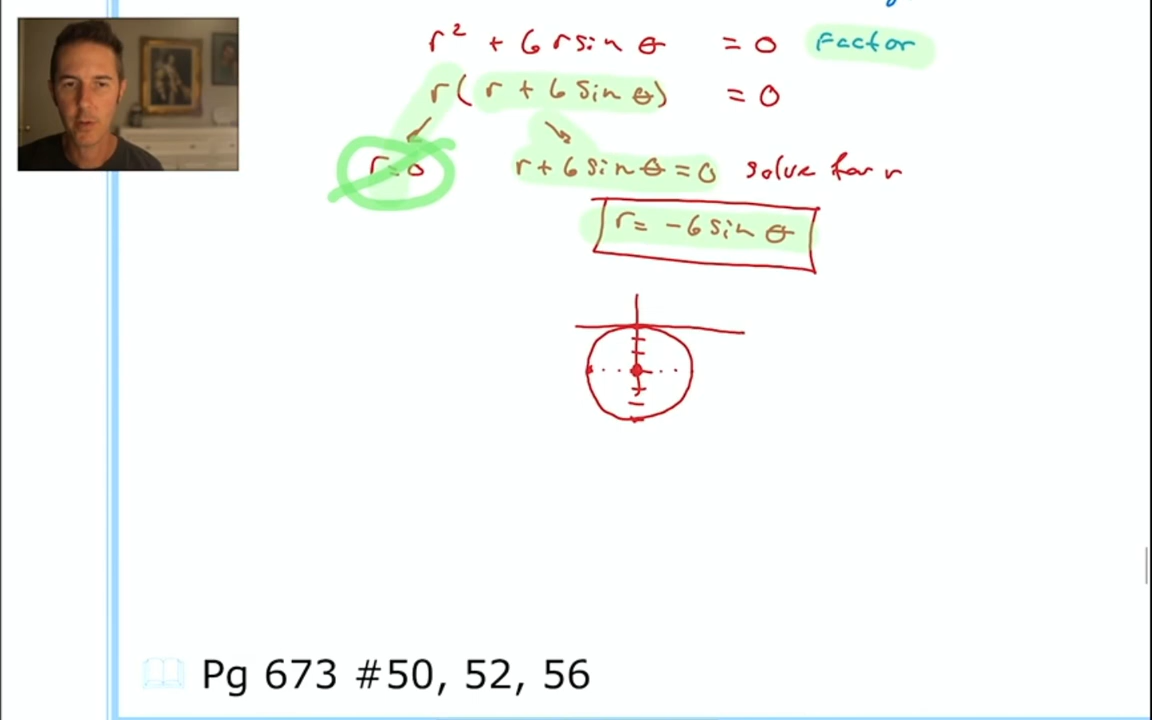 r² + 6 r sin θ = 0 Factor
r ( r + 6 sin θ) = 0
r = 0 r + 6 sin θ = 0 solve for r
r = - 6 sin θ
Pg 673 #50, 52, 56